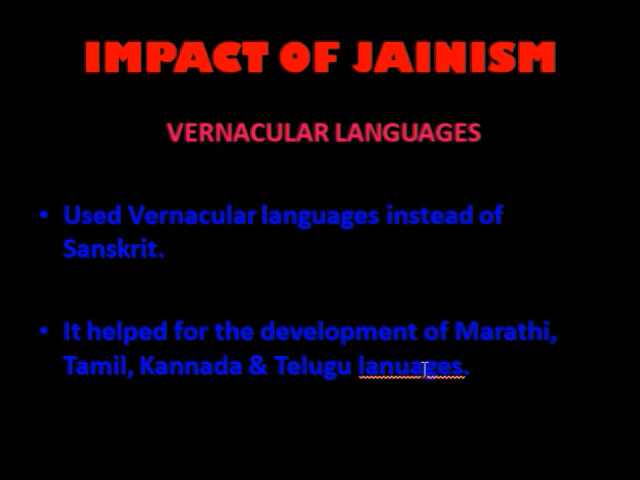 IMPACT OF JAINISM
VERNACULAR LANGUAGES
• Used Vernacular languages instead of
Sanskrit.
• It helped for the development of Marathi,
Tamil, Kannada & Telugu lanuages.